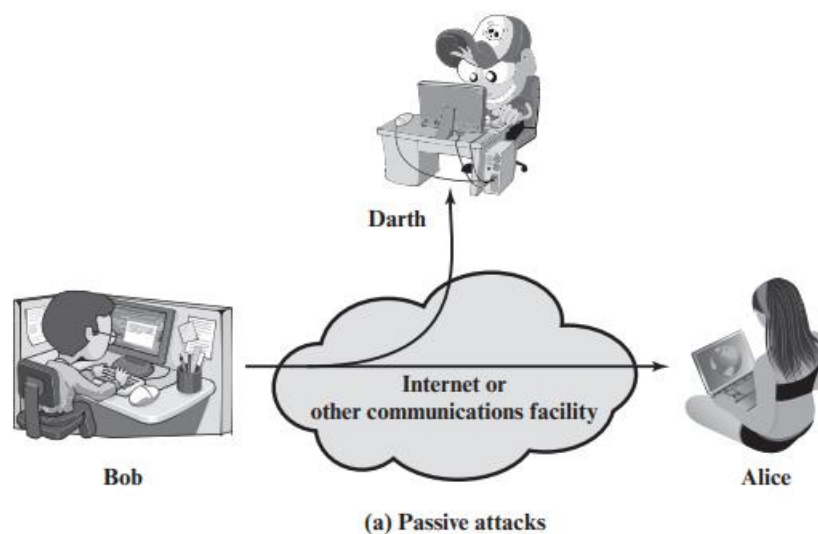 Darth
Internet or
other communications facility
Bob
Alice
(a) Passive attacks